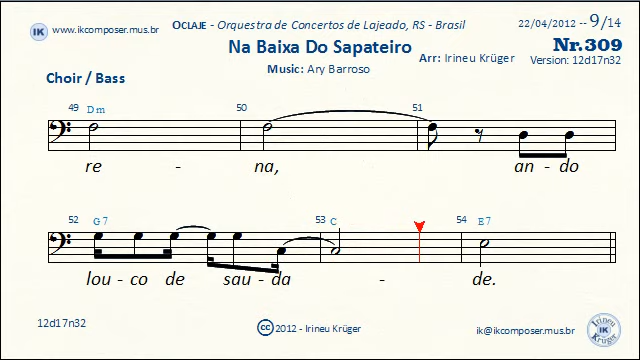 IK www.ikcomposer.mus.br
OCLAJE - Orquestra de Concertos de Lajeado, RS - Brasil
22/04/2012 -- 9/14
Na Baixa Do Sapateiro
Arr: Irineu Krüger
Nr.309
Music: Ary Barroso
Version: 12d17n32
Choir / Bass
49 Dm 50 51
re - na, an - do
52 G7 53 C 54 E7
lou - co de sau - da - de.
12d17n32
cc 2012 - Irineu Krüger
ik@ikcomposer.mus.br
Irineu IK Krüger